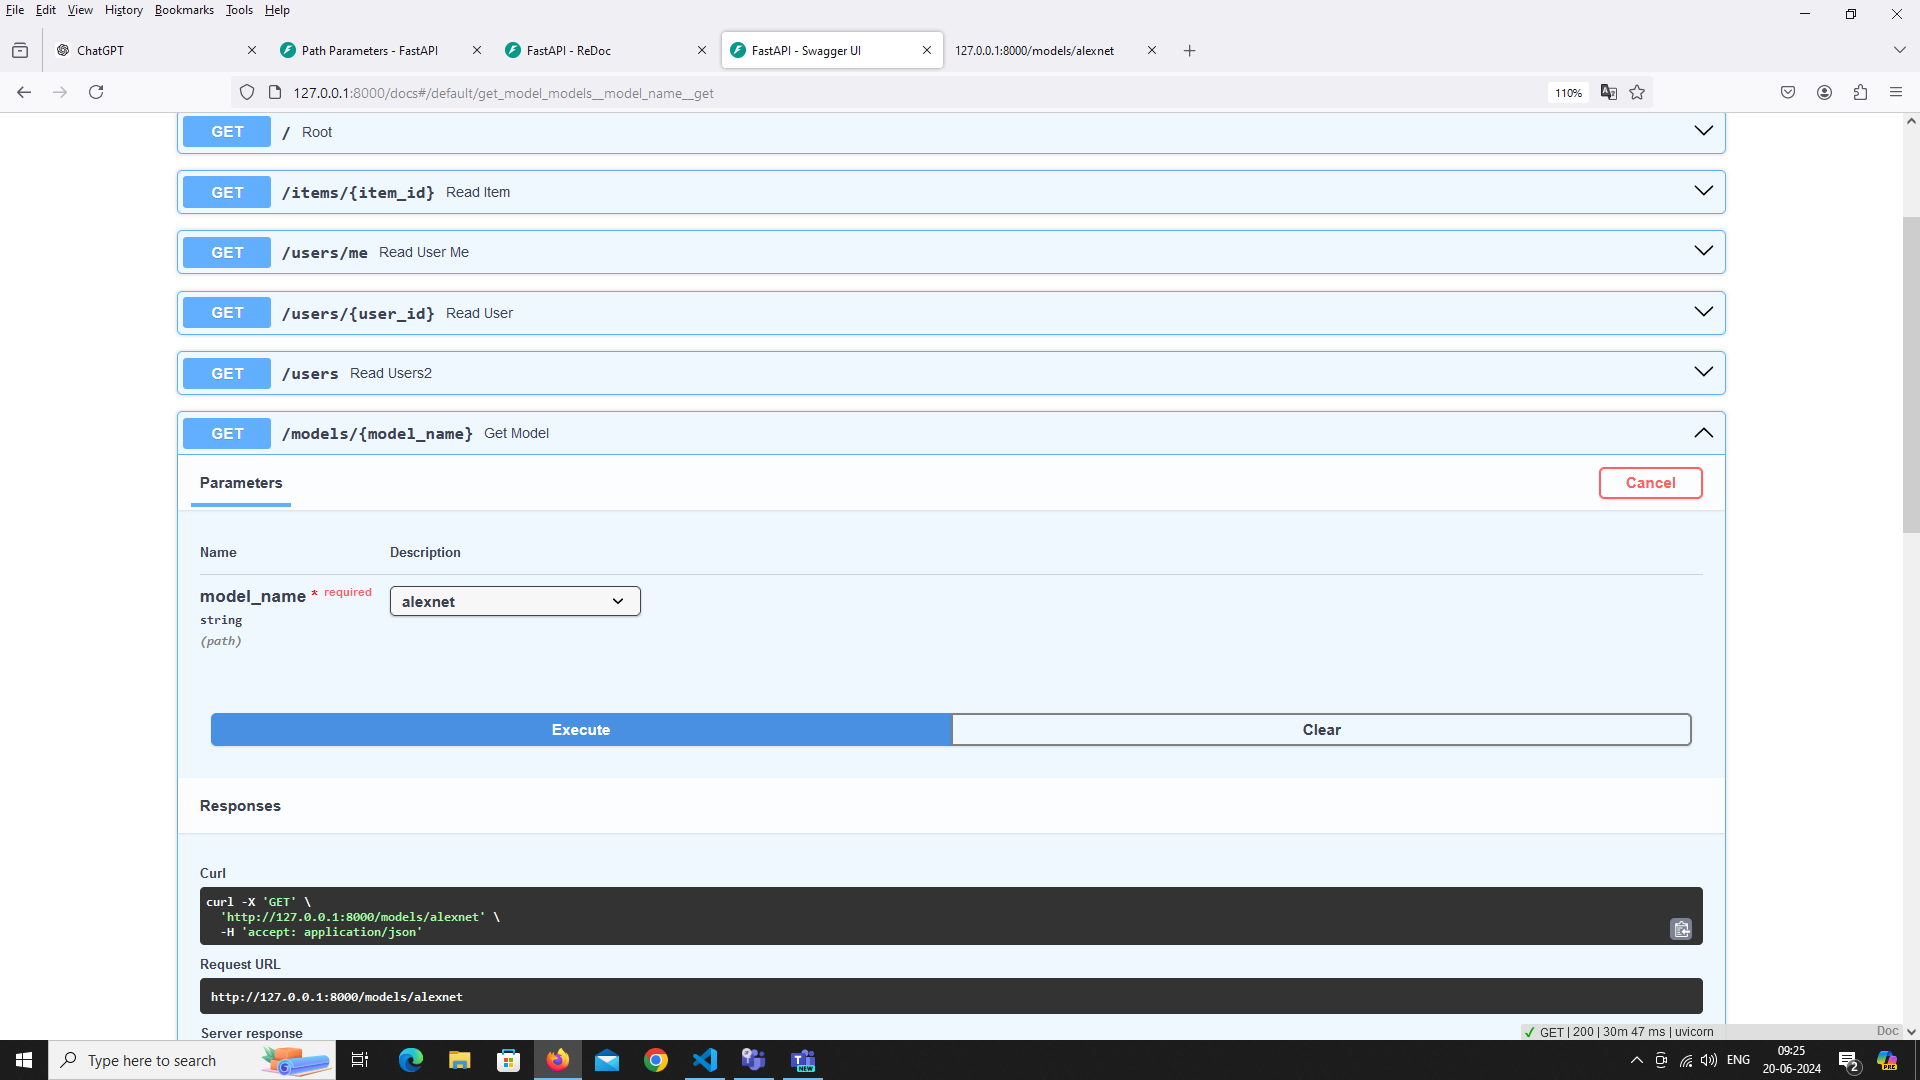 File Edit View History Bookmarks Tools Help
ChatGPT
Path Parameters - FastAPI
FastAPI - ReDoc
FastAPI - Swagger UI
127.0.0.1:8000/models/alexnet
127.0.0.1:8000/docs#/default/get_model_models__model_name__get
110%
GET / Root
GET /items/{item_id} Read Item
GET /users/me Read User Me
GET /users/{user_id} Read User
GET /users Read Users2
GET /models/{model_name} Get Model
Parameters
Cancel
Name Description
model_name * required
alexnet
string
(path)
Execute
Clear
Responses
Curl
curl -X 'GET' \
'http://127.0.0.1:8000/models/alexnet' \
-H 'accept: application/json'
Request URL
http://127.0.0.1:8000/models/alexnet
Server response
✓ GET | 200 | 30m 47 ms | uvicorn
Doc
Type here to search
NEW
ENG
09:25
20-06-2024
2
PRE